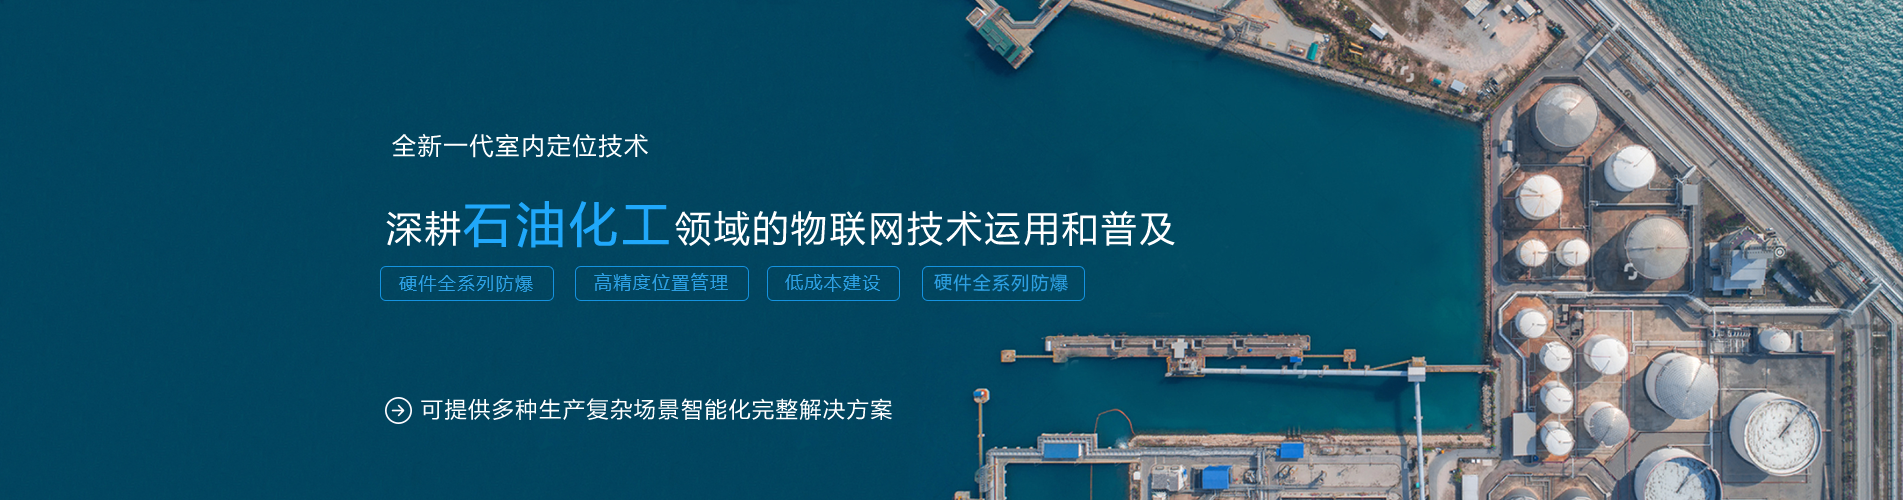 全新一代室内定位技术
深耕石油化工领域的物联网技术运用和普及
硬件全系列防爆 高精度位置管理 低成本建设 硬件全系列防爆
可提供多种生产复杂场景智能化完整解决方案